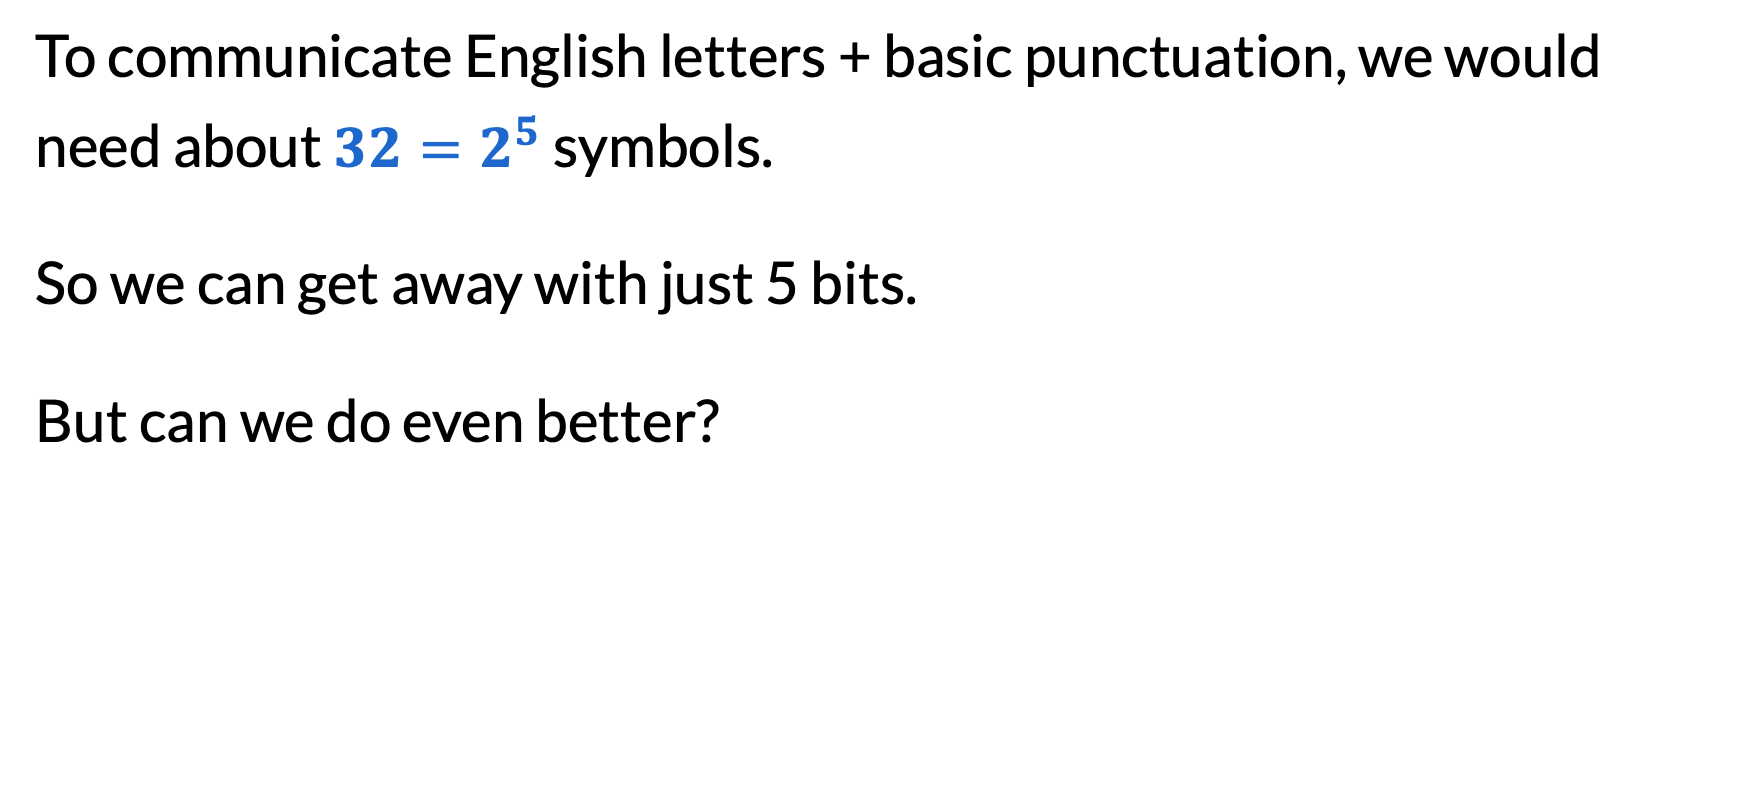 To communicate English letters + basic punctuation, we would
need about 32 = 2⁵ symbols.
So we can get away with just 5 bits.
But can we do even better?